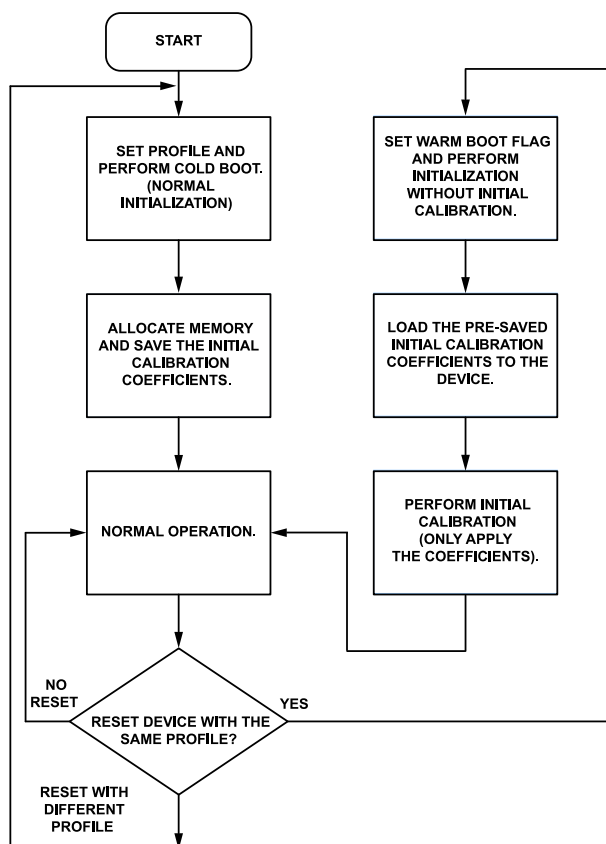 START
SET PROFILE AND
PERFORM COLD BOOT.
(NORMAL
INITIALIZATION)
ALLOCATE MEMORY
AND SAVE THE INITIAL
CALIBRATION
COEFFICIENTS.
NORMAL OPERATION.
NO
RESET
RESET DEVICE WITH THE
SAME PROFILE?
YES
RESET WITH
DIFFERENT
PROFILE
SET WARM BOOT FLAG
AND PERFORM
INITIALIZATION
WITHOUT INITIAL
CALIBRATION.
LOAD THE PRE-SAVED
INITIAL CALIBRATION
COEFFICIENTS TO THE
DEVICE.
PERFORM INITIAL
CALIBRATION
(ONLY APPLY
THE COEFFICIENTS).